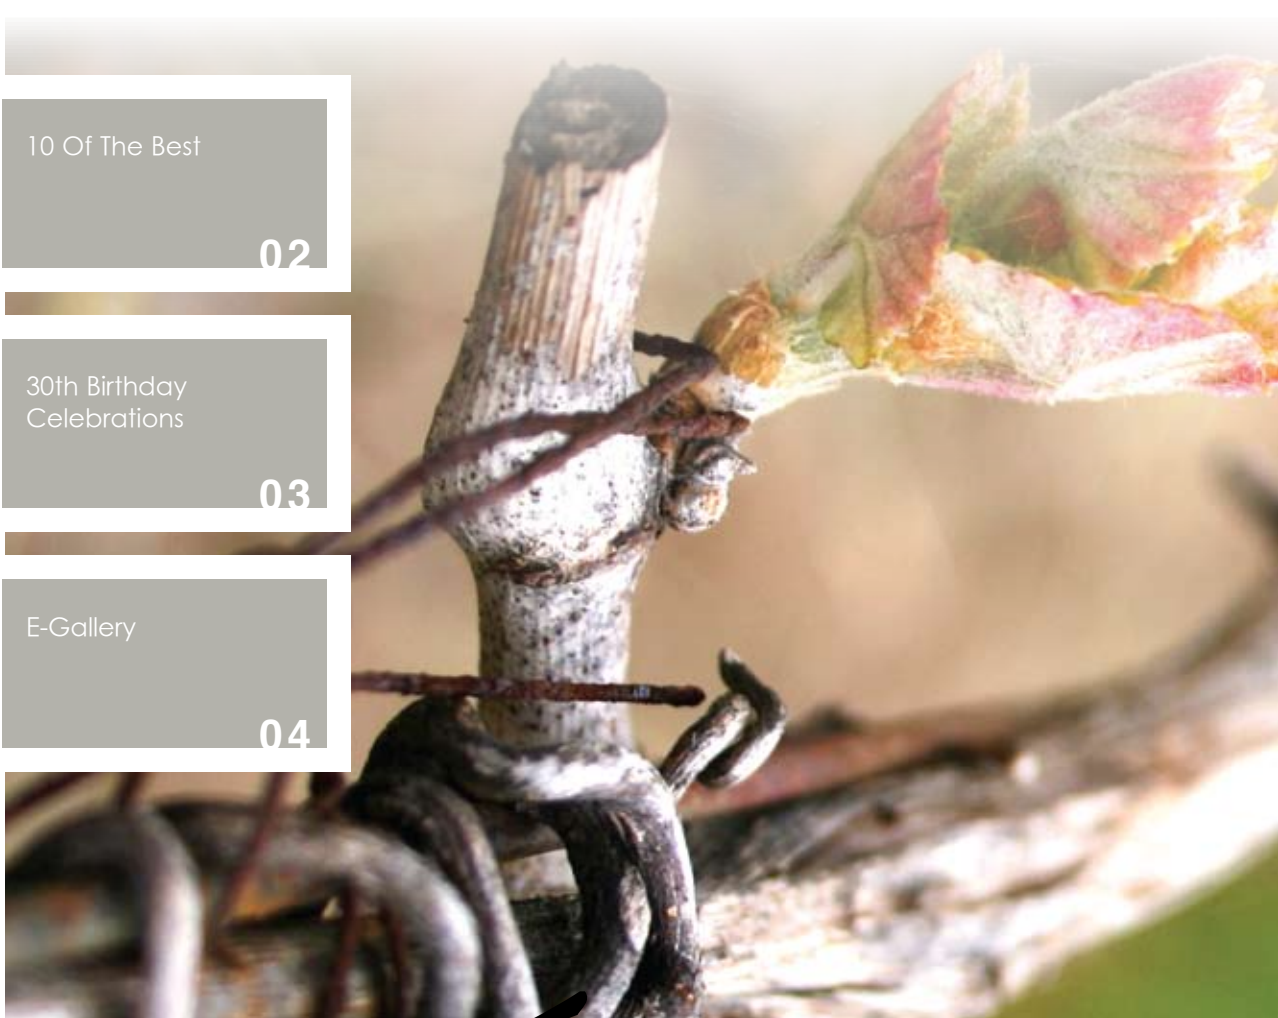 10 Of The Best
02
30th Birthday
Celebrations
03
E-Gallery
04